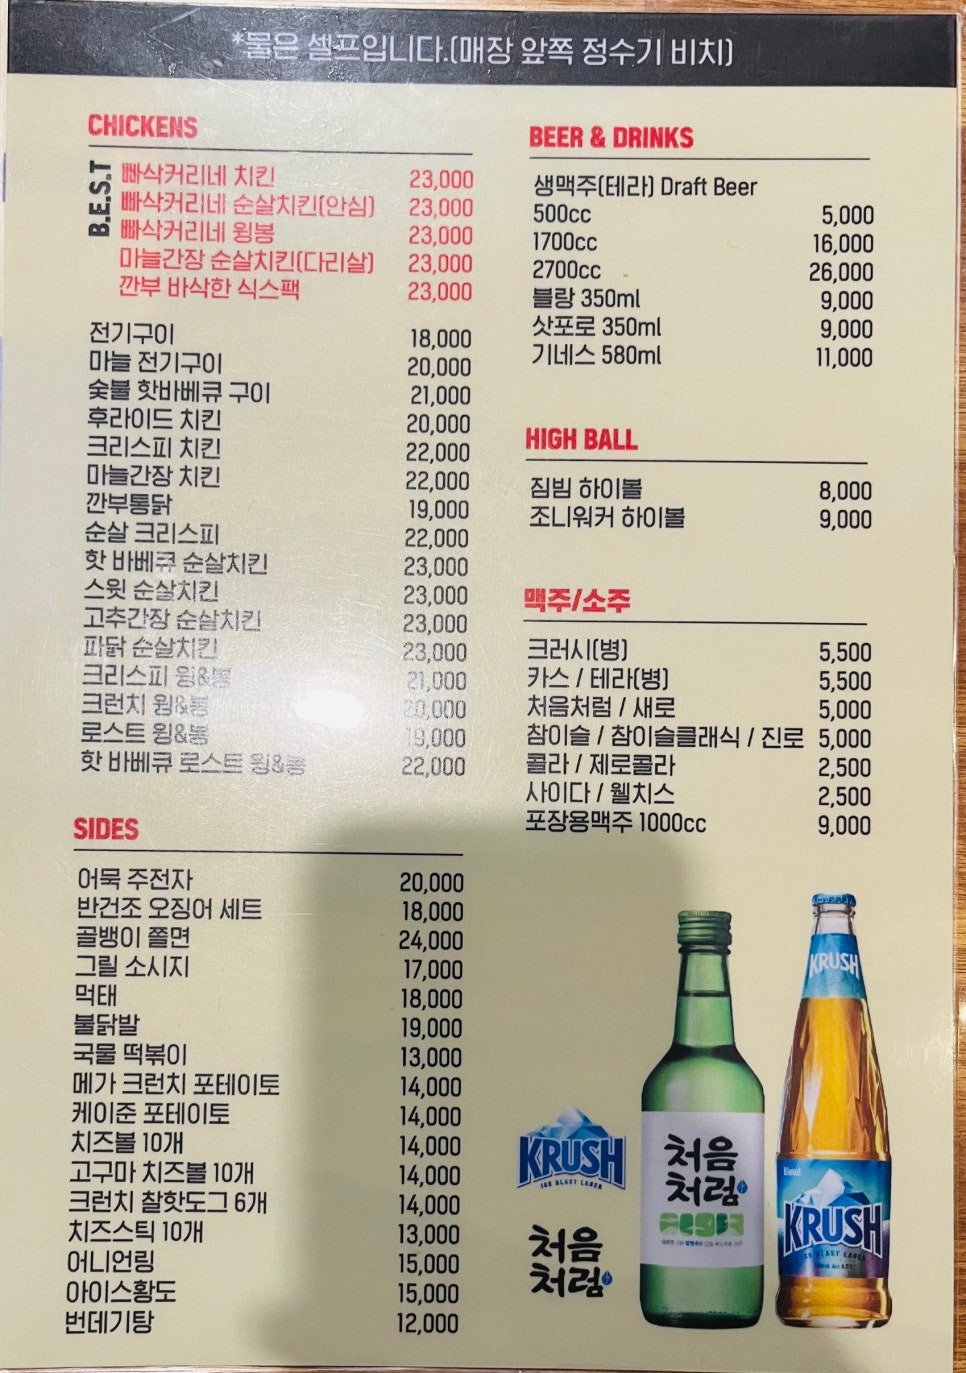 *물은 셀프입니다.(매장 앞쪽 정수기 비치)
CHICKENS
B.E.S.T
빠삭커리네 치킨 23,000
빠삭커리네 순살치킨(안심) 23,000
빠삭커리네 윙봉 23,000
마늘간장 순살치킨(다리살) 23,000
깐부 바삭한 식스팩 23,000
전기구이 18,000
마늘 전기구이 20,000
숯불 핫바베큐 구이 21,000
후라이드 치킨 20,000
크리스피 치킨 22,000
마늘간장 치킨 22,000
깐부통닭 19,000
순살 크리스피 22,000
핫 바베큐 순살치킨 23,000
스윗 순살치킨 23,000
고추간장 순살치킨 23,000
파닭 순살치킨 23,000
크리스피 윙&봉 21,000
크런치 윙&봉 20,000
로스트 윙&봉 19,000
핫 바베큐 로스트 윙&봉 22,000
SIDES
어묵 주전자 20,000
반건조 오징어 세트 18,000
골뱅이 쫄면 24,000
그릴 소시지 17,000
먹태 18,000
불닭발 19,000
국물 떡볶이 13,000
메가 크런치 포테이토 14,000
케이준 포테이토 14,000
치즈볼 10개 14,000
고구마 치즈볼 10개 14,000
크런치 찰핫도그 6개 14,000
치즈스틱 10개 13,000
어니언링 15,000
아이스황도 15,000
번데기탕 12,000
BEER & DRINKS
생맥주(테라) Draft Beer
500cc 5,000
1700cc 16,000
2700cc 26,000
블랑 350ml 9,000
삿포로 350ml 9,000
기네스 580ml 11,000
HIGH BALL
짐빔 하이볼 8,000
조니워커 하이볼 9,000
맥주/소주
크러시(병) 5,500
카스 / 테라(병) 5,500
처음처럼 / 새로 5,000
참이슬 / 참이슬클래식 / 진로 5,000
콜라 / 제로콜라 2,500
사이다 / 웰치스 2,500
포장용맥주 1000cc 9,000
KRUSH
ICE BLAST LAGER
처음
처럼
처음
처럼
KRUSH
KRUSH
ICE BLAST LAGER